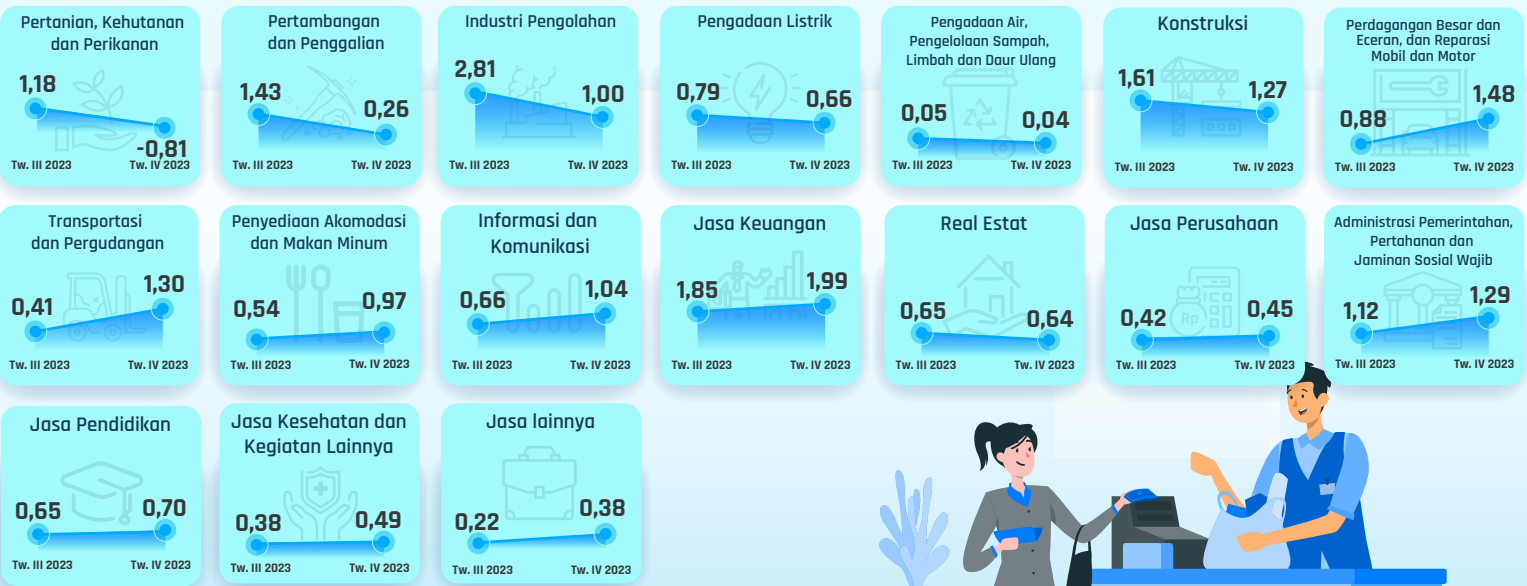 Pertanian, Kehutanan
dan Perikanan
1,18
-0,81
Tw. III 2023
Tw. IV 2023
Pertambangan
dan Penggalian
1,43
0,26
Tw. III 2023
Tw. IV 2023
Industri Pengolahan
2,81
1,00
Tw. III 2023
Tw. IV 2023
Pengadaan Listrik
0,79
0,66
Tw. III 2023
Tw. IV 2023
Pengadaan Air,
Pengelolaan Sampah,
Limbah dan Daur Ulang
0,05
0,04
Tw. III 2023
Tw. IV 2023
Konstruksi
1,61
1,27
Tw. III 2023
Tw. IV 2023
Perdagangan Besar dan
Eceran, dan Reparasi
Mobil dan Motor
0,88
1,48
Tw. III 2023
Tw. IV 2023
Transportasi
dan Pergudangan
0,41
1,30
Tw. III 2023
Tw. IV 2023
Penyediaan Akomodasi
dan Makan Minum
0,54
0,97
Tw. III 2023
Tw. IV 2023
Informasi dan
Komunikasi
0,66
1,04
Tw. III 2023
Tw. IV 2023
Jasa Keuangan
1,85
1,99
Tw. III 2023
Tw. IV 2023
Real Estat
0,65
0,64
Tw. III 2023
Tw. IV 2023
Jasa Perusahaan
Rp
0,42
0,45
Tw. III 2023
Tw. IV 2023
Administrasi Pemerintahan,
Pertahanan dan
Jaminan Sosial Wajib
1,12
1,29
Tw. III 2023
Tw. IV 2023
Jasa Pendidikan
0,65
0,70
Tw. III 2023
Tw. IV 2023
Jasa Kesehatan dan
Kegiatan Lainnya
0,38
0,49
Tw. III 2023
Tw. IV 2023
Jasa lainnya
0,22
0,38
Tw. III 2023
Tw. IV 2023